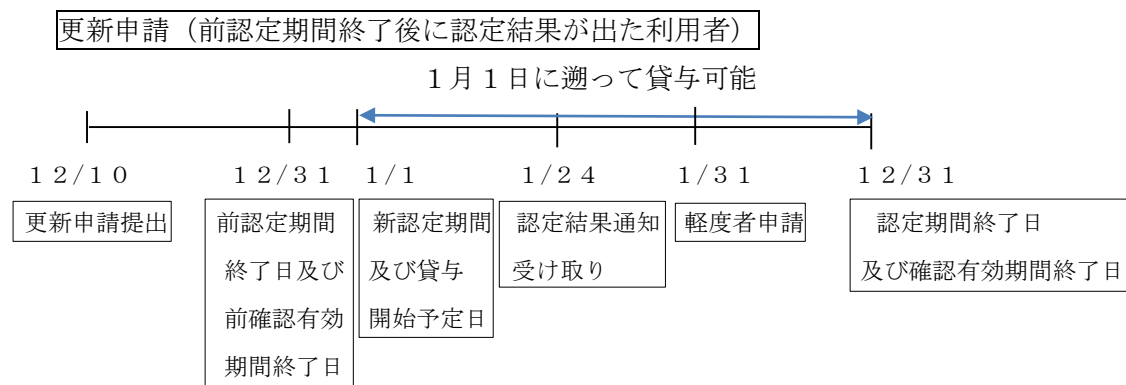 更新申請（前認定期間終了後に認定結果が出た利用者）
１月１日に遡って貸与可能
１２/１０
１２/３１
１/１
１/２４
１/３１
１２/３１
更新申請提出
前認定期間
終了日及び
前確認有効
期間終了日
新認定期間
及び貸与
開始予定日
認定結果通知
受け取り
軽度者申請
認定期間終了日
及び確認有効期間終了日